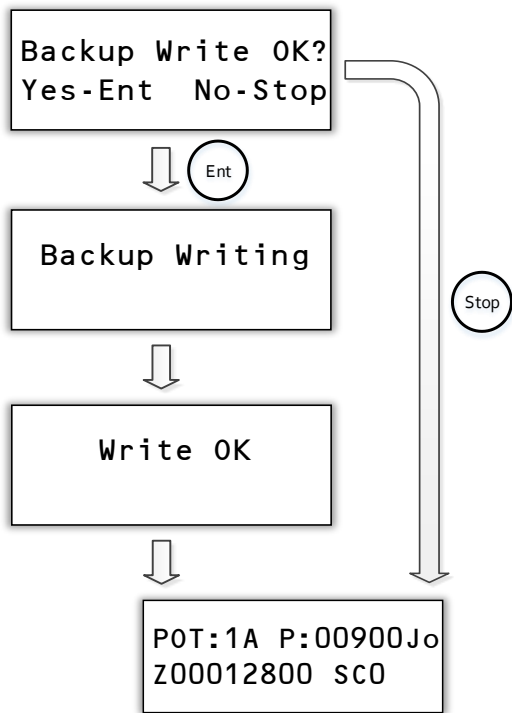 Backup Write OK?
Yes-Ent No-Stop
Ent
Backup Writing
Stop
Write OK
POT:1A P:00900Jo
Z00012800 SC0